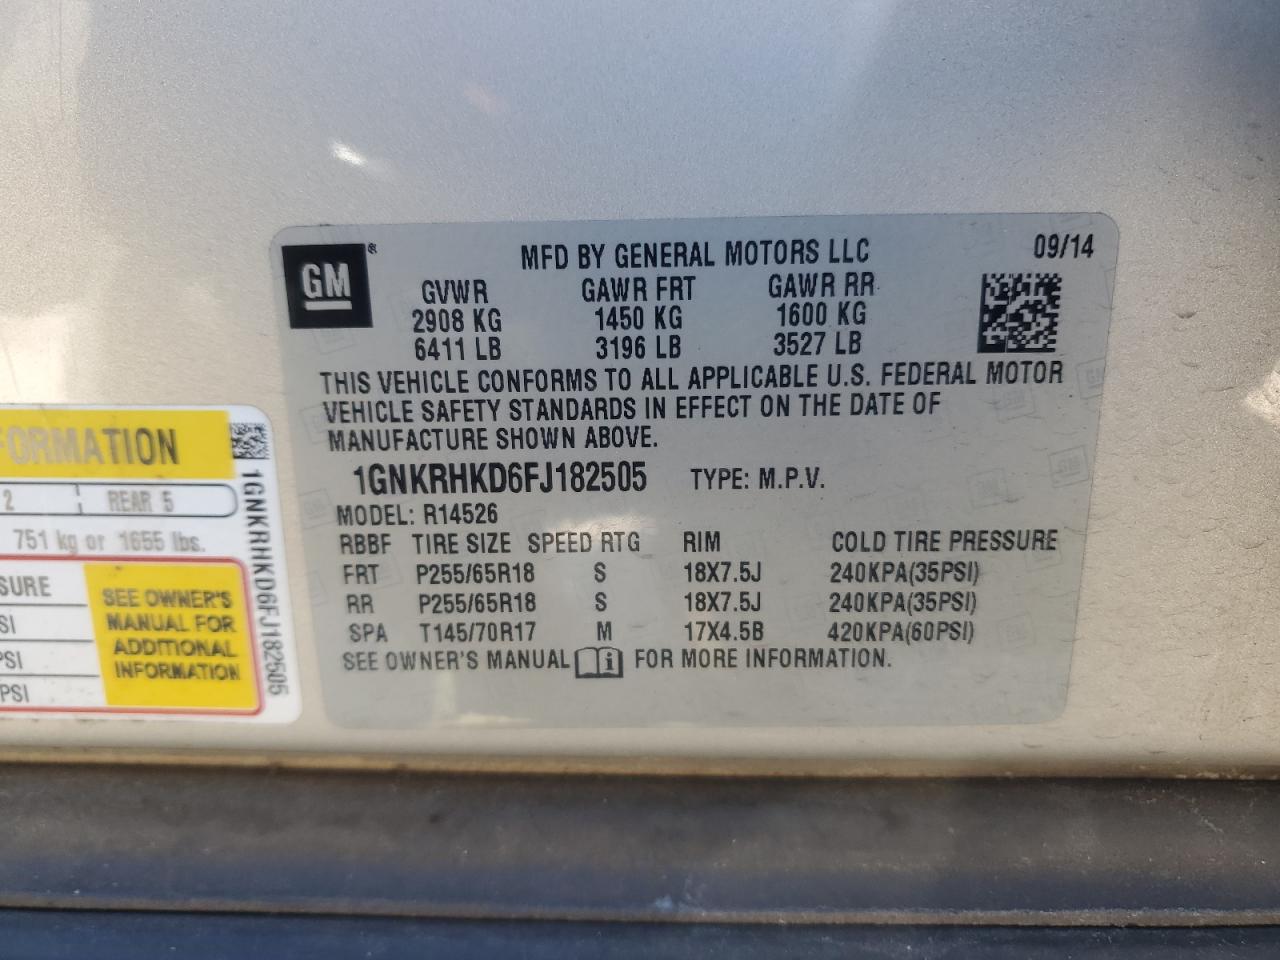 GM ®
MFD BY GENERAL MOTORS LLC 09/14
GVWR GAWR FRT GAWR RR
2908 KG 1450 KG 1600 KG
6411 LB 3196 LB 3527 LB
THIS VEHICLE CONFORMS TO ALL APPLICABLE U.S. FEDERAL MOTOR
VEHICLE SAFETY STANDARDS IN EFFECT ON THE DATE OF
MANUFACTURE SHOWN ABOVE.
1GNKRHKD6FJ182505 TYPE: M.P.V.
MODEL: R14526
RBBF TIRE SIZE SPEED RTG RIM COLD TIRE PRESSURE
FRT P255/65R18 S 18X7.5J 240KPA(35PSI)
RR P255/65R18 S 18X7.5J 240KPA(35PSI)
SPA T145/70R17 M 17X4.5B 420KPA(60PSI)
SEE OWNER'S MANUAL FOR MORE INFORMATION.
FORMATION
2 REAR 5
751 kg or 1655 lbs.
SURE
SI
PSI
PSI
SEE OWNER'S
MANUAL FOR
ADDITIONAL
INFORMATION
1GNKRHKD6FJ182505